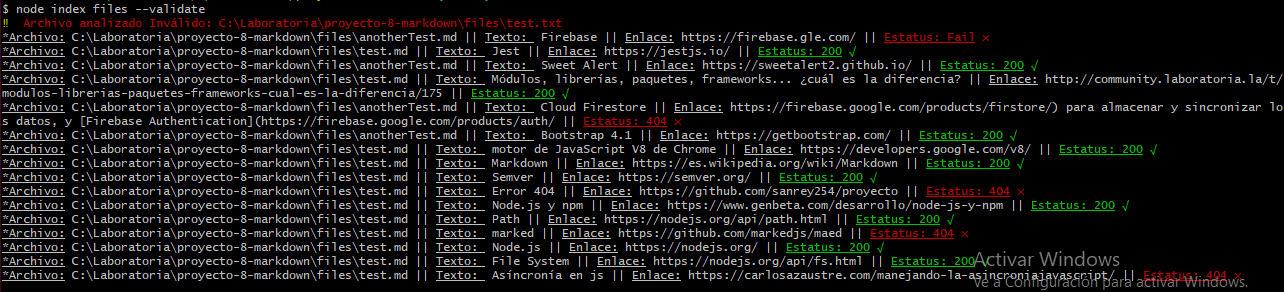 $ node index files --validate
‼  Archivo analizado Inválido: C:\Laboratoria\proyecto-8-markdown\files\test.txt
*Archivo: C:\Laboratoria\proyecto-8-markdown\files\anotherTest.md || Texto:  Firebase || Enlace: https://firebase.gle.com/ || Estatus: Fail ✕
*Archivo: C:\Laboratoria\proyecto-8-markdown\files\anotherTest.md || Texto:  Jest || Enlace: https://jestjs.io/ || Estatus: 200 √
*Archivo: C:\Laboratoria\proyecto-8-markdown\files\anotherTest.md || Texto:  Sweet Alert || Enlace: https://sweetalert2.github.io/ || Estatus: 200 √
*Archivo: C:\Laboratoria\proyecto-8-markdown\files\anotherTest.md || Texto:  Módulos, librerías, paquetes, frameworks... ¿cuál es la diferencia? || Enlace: http://community.laboratoria.la/t/
modulos-librerias-paquetes-frameworks-cual-es-la-diferencia/175 || Estatus: 200 √
*Archivo: C:\Laboratoria\proyecto-8-markdown\files\anotherTest.md || Texto:  Cloud Firestore || Enlace: https://firebase.google.com/products/firstore/) para almacenar y sincronizar lo
s datos, y [Firebase Authentication](https://firebase.google.com/products/auth/ || Estatus: 404 ✕
*Archivo: C:\Laboratoria\proyecto-8-markdown\files\anotherTest.md || Texto:  Bootstrap 4.1 || Enlace: https://getbootstrap.com/ || Estatus: 200 √
*Archivo: C:\Laboratoria\proyecto-8-markdown\files\test.md || Texto:  motor de JavaScript V8 de Chrome || Enlace: https://developers.google.com/v8/ || Estatus: 200 √
*Archivo: C:\Laboratoria\proyecto-8-markdown\files\test.md || Texto:  Markdown || Enlace: https://es.wikipedia.org/wiki/Markdown || Estatus: 200 √
*Archivo: C:\Laboratoria\proyecto-8-markdown\files\test.md || Texto:  Semver || Enlace: https://semver.org/ || Estatus: 200 √
*Archivo: C:\Laboratoria\proyecto-8-markdown\files\test.md || Texto:  Error 404 || Enlace: https://github.com/sanrey254/proyecto || Estatus: 404 ✕
*Archivo: C:\Laboratoria\proyecto-8-markdown\files\test.md || Texto:  Node.js y npm || Enlace: https://www.genbeta.com/desarrollo/node-js-y-npm || Estatus: 200 √
*Archivo: C:\Laboratoria\proyecto-8-markdown\files\test.md || Texto:  Path || Enlace: https://nodejs.org/api/path.html || Estatus: 200 √
*Archivo: C:\Laboratoria\proyecto-8-markdown\files\test.md || Texto:  marked || Enlace: https://github.com/markedjs/maed || Estatus: 404 ✕
*Archivo: C:\Laboratoria\proyecto-8-markdown\files\test.md || Texto:  Node.js || Enlace: https://nodejs.org/ || Estatus: 200 √
*Archivo: C:\Laboratoria\proyecto-8-markdown\files\test.md || Texto:  File System || Enlace: https://nodejs.org/api/fs.html || Estatus: 200 √
Activar Windows
*Archivo: C:\Laboratoria\proyecto-8-markdown\files\test.md || Texto:  Asincronía en js || Enlace: https://carlosazaustre.com/manejando-la-asincroniajavascript/ || Estatus: 404 ✕
Ve a Configuración para activar Windows.